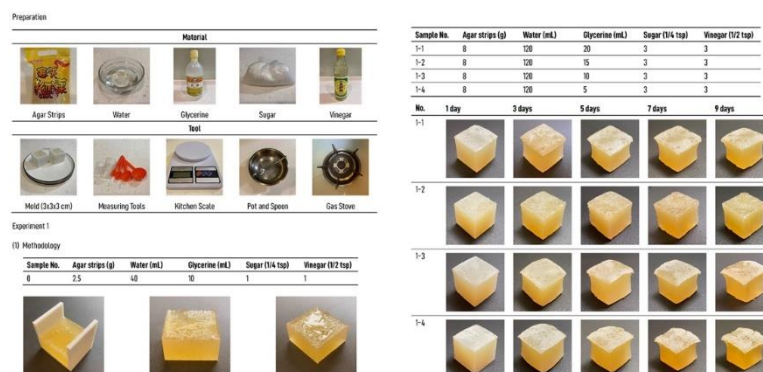 Preparation
Material
Agar Strips Water Glycerine Sugar Vinegar
Tool
Mold (3x3x3 cm) Measuring Tools Kitchen Scale Pot and Spoon Gas Stove
Experiment 1
(1) Methodology
Sample No. Agar strips (g) Water (mL) Glycerine (mL) Sugar (1/4 tsp) Vinegar (1/2 tsp)
0 2.5 40 10 1 1
Sample No. Agar strips (g) Water (mL) Glycerine (mL) Sugar (1/4 tsp) Vinegar (1/2 tsp)
1-1 8 120 20 3 3
1-2 8 120 15 3 3
1-3 8 120 10 3 3
1-4 8 120 5 3 3
No. 1 day 3 days 5 days 7 days 9 days
1-1
1-2
1-3
1-4